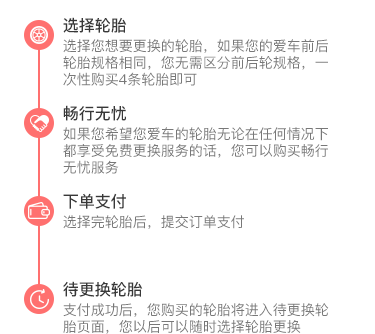 选择轮胎
选择您想要更换的轮胎，如果您的爱车前后
轮胎规格相同，您无需区分前后轮规格，一
次性购买4条轮胎即可
畅行无忧
如果您希望您爱车的轮胎无论在任何情况下
都享受免费更换服务的话，您可以购买畅行
无忧服务
下单支付
选择完轮胎后，提交订单支付
待更换轮胎
支付成功后，您购买的轮胎将进入待更换轮
胎页面，您以后可以随时选择轮胎更换